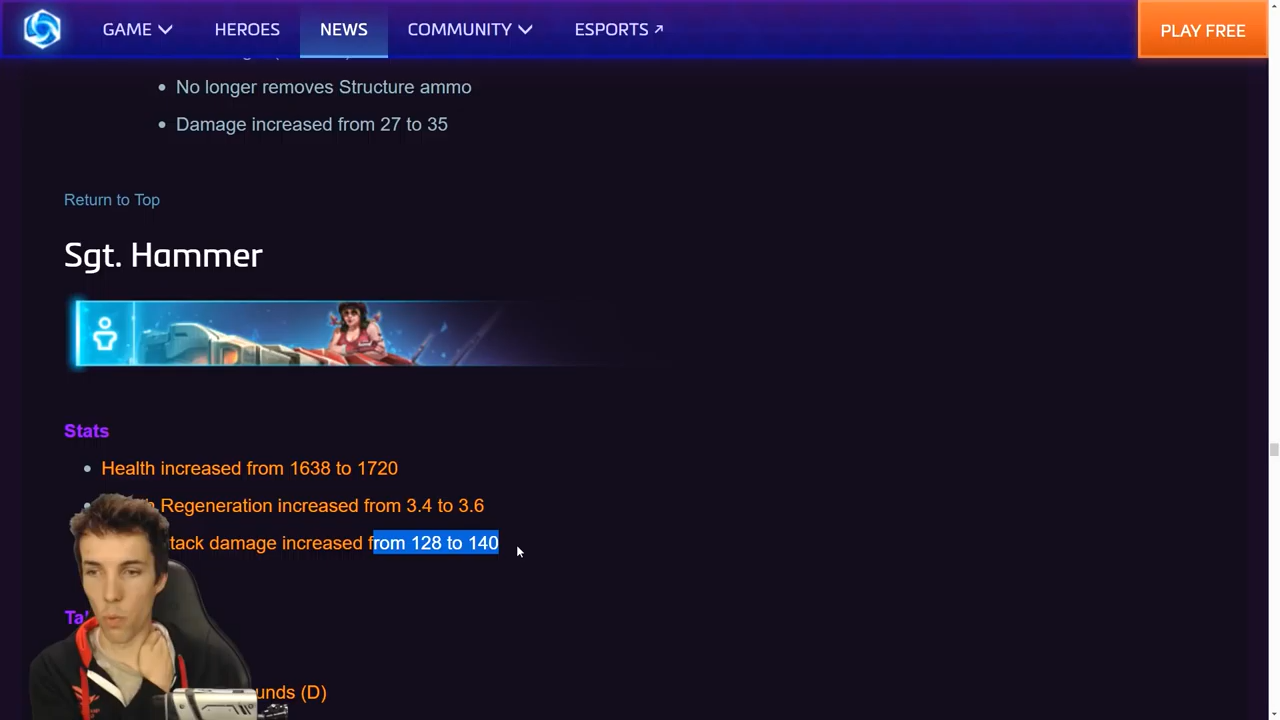 GAME HEROES NEWS COMMUNITY ESPORTS ↗ PLAY FREE
• No longer removes Structure ammo
• Damage increased from 27 to 35
Return to Top
Sgt. Hammer
Stats
• Health increased from 1638 to 1720
• Regeneration increased from 3.4 to 3.6
tack damage increased from 128 to 140
Ta
unds (D)